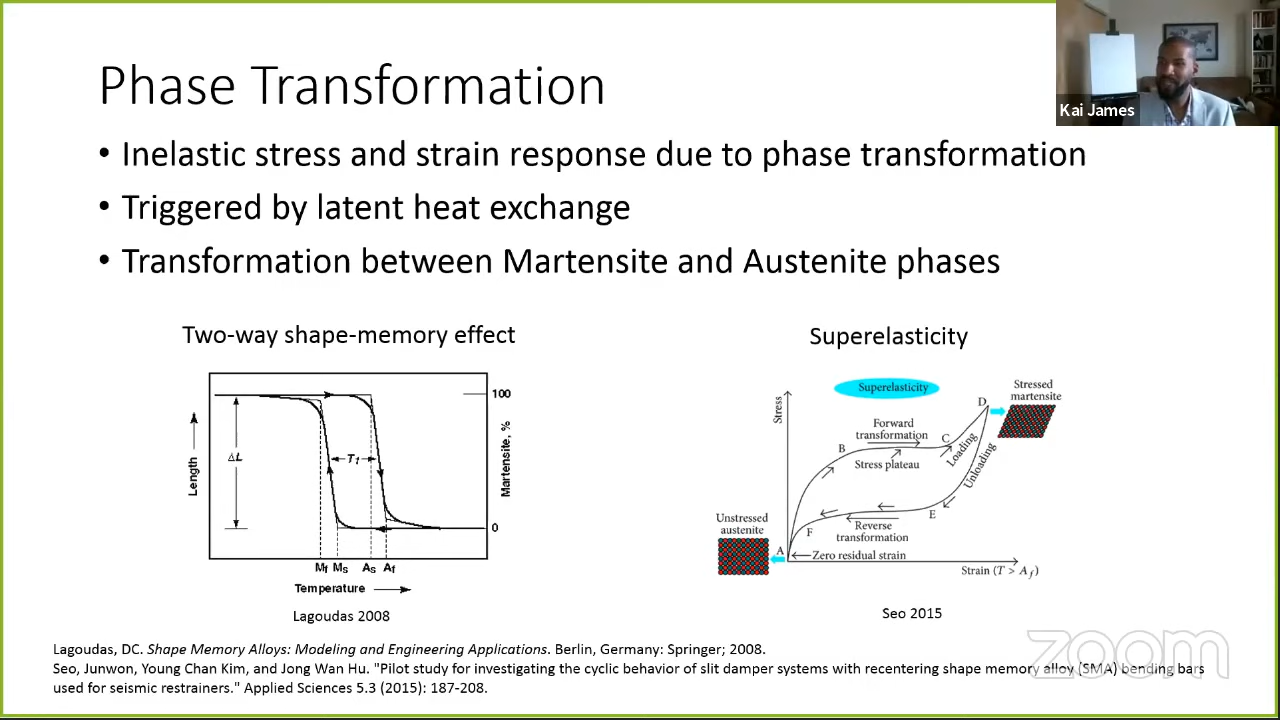 Kai James
Phase Transformation
• Inelastic stress and strain response due to phase transformation
• Triggered by latent heat exchange
• Transformation between Martensite and Austenite phases
Two-way shape-memory effect
100
0
Length
ΔL
T₁
Martensite, %
Mf Ms As Af
Temperature
Lagoudas 2008
Superelasticity
Superelasticity
Stressed
martensite
Stress
D
Forward
transformation
B
C
Stress plateau
Loading
Unloading
Unstressed
austenite
F
E
Reverse
transformation
A
Zero residual strain
Strain (T > Af)
Seo 2015
Lagoudas, DC. Shape Memory Alloys: Modeling and Engineering Applications. Berlin, Germany: Springer; 2008.
Seo, Junwon, Young Chan Kim, and Jong Wan Hu. "Pilot study for investigating the cyclic behavior of slit damper systems with recentering shape memory alloy (SMA) bending bars
used for seismic restrainers." Applied Sciences 5.3 (2015): 187-208.
zoom